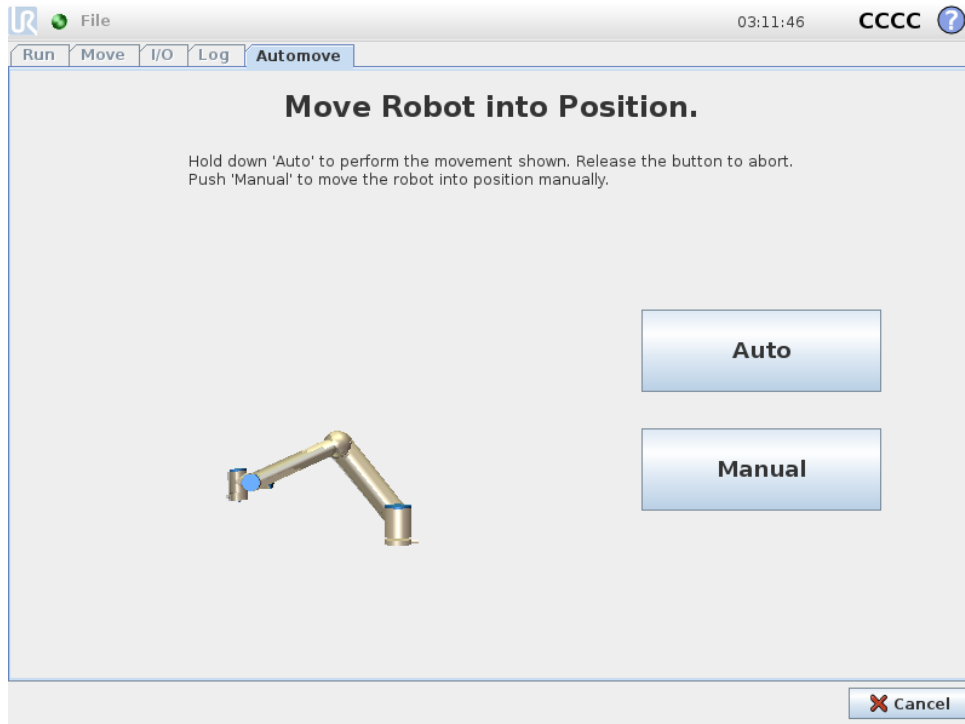 UR File 03:11:46 CCCC ?
Run Move I/O Log Automove
Move Robot into Position.
Hold down 'Auto' to perform the movement shown. Release the button to abort.
Push 'Manual' to move the robot into position manually.
Auto
Manual
Cancel